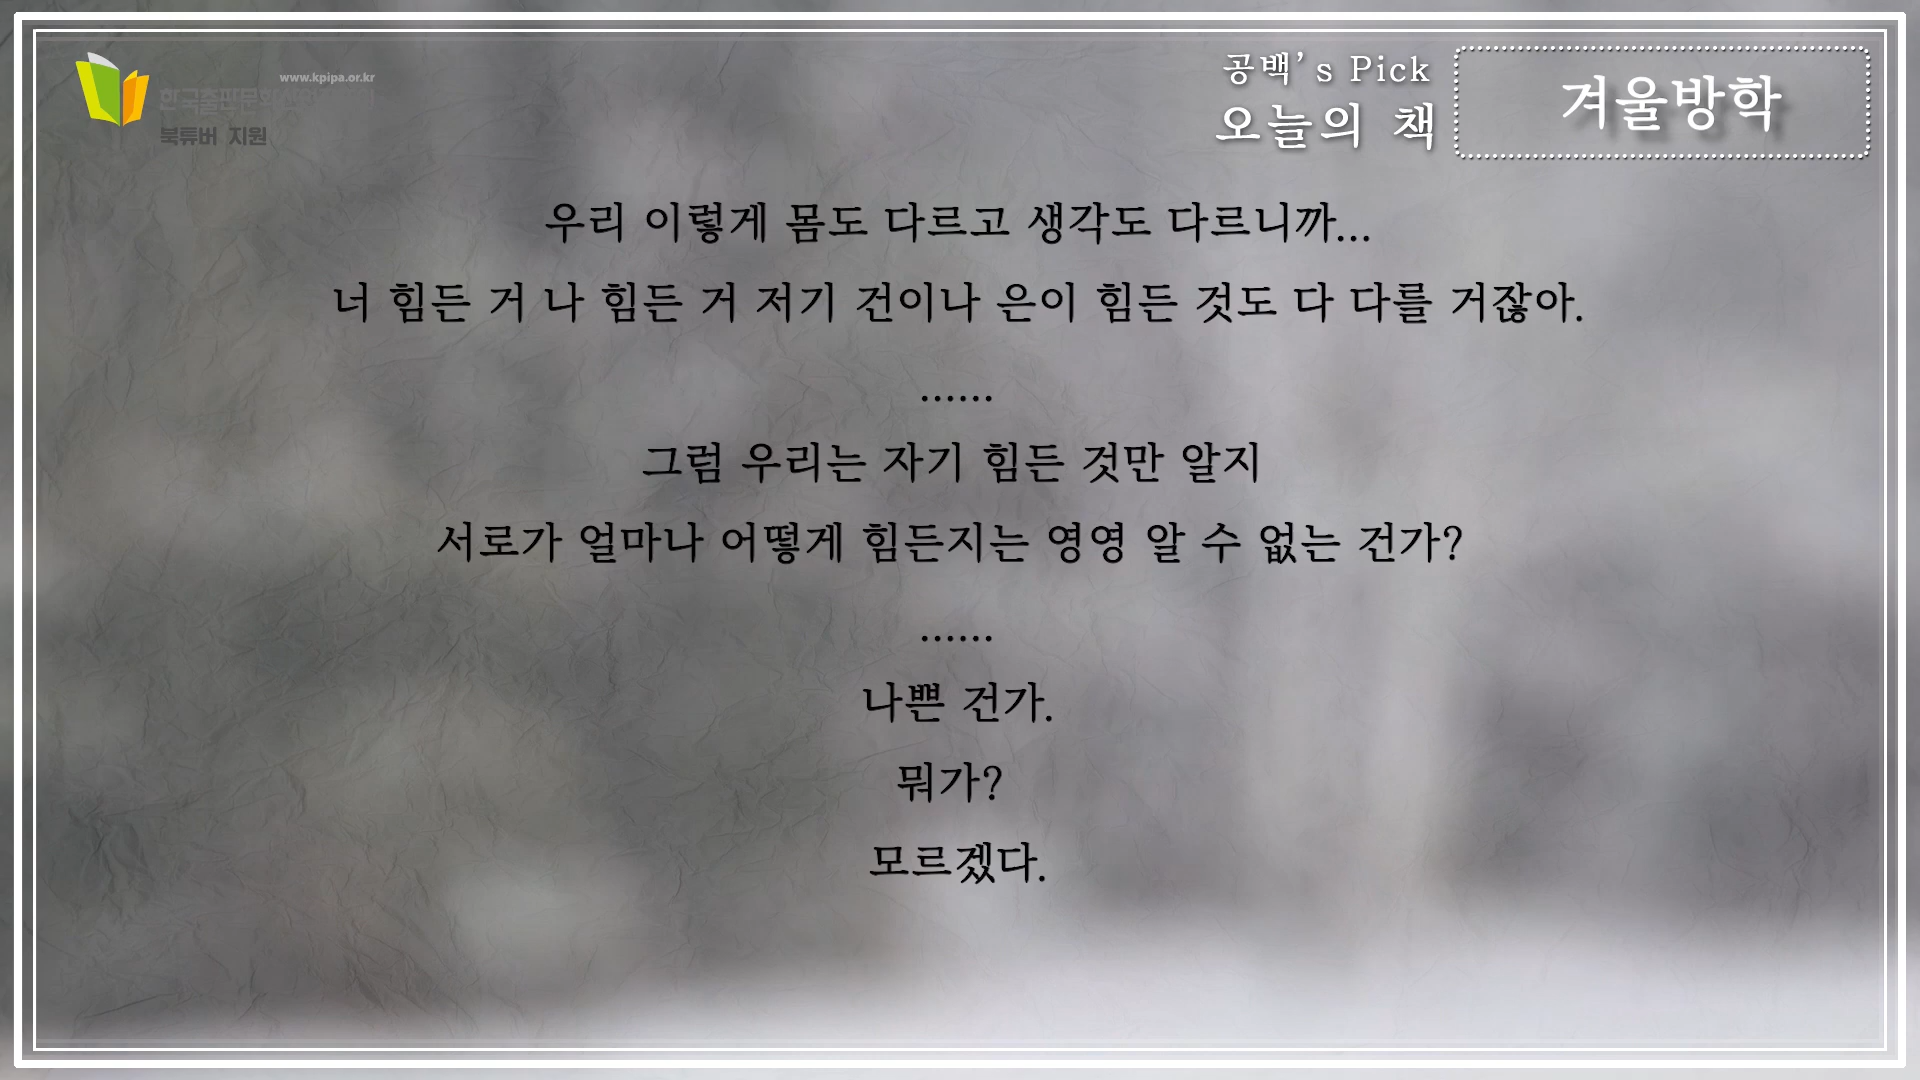 www.kpipa.or.kr
북튜버 지원
공백's Pick
오늘의 책
겨울방학
우리 이렇게 몸도 다르고 생각도 다르니까...
너 힘든 거 나 힘든 거 저기 건이나 은이 힘든 것도 다 다를 거잖아.
......
그럼 우리는 자기 힘든 것만 알지
서로가 얼마나 어떻게 힘든지는 영영 알 수 없는 건가?
......
나쁜 건가.
뭐가?
모르겠다.